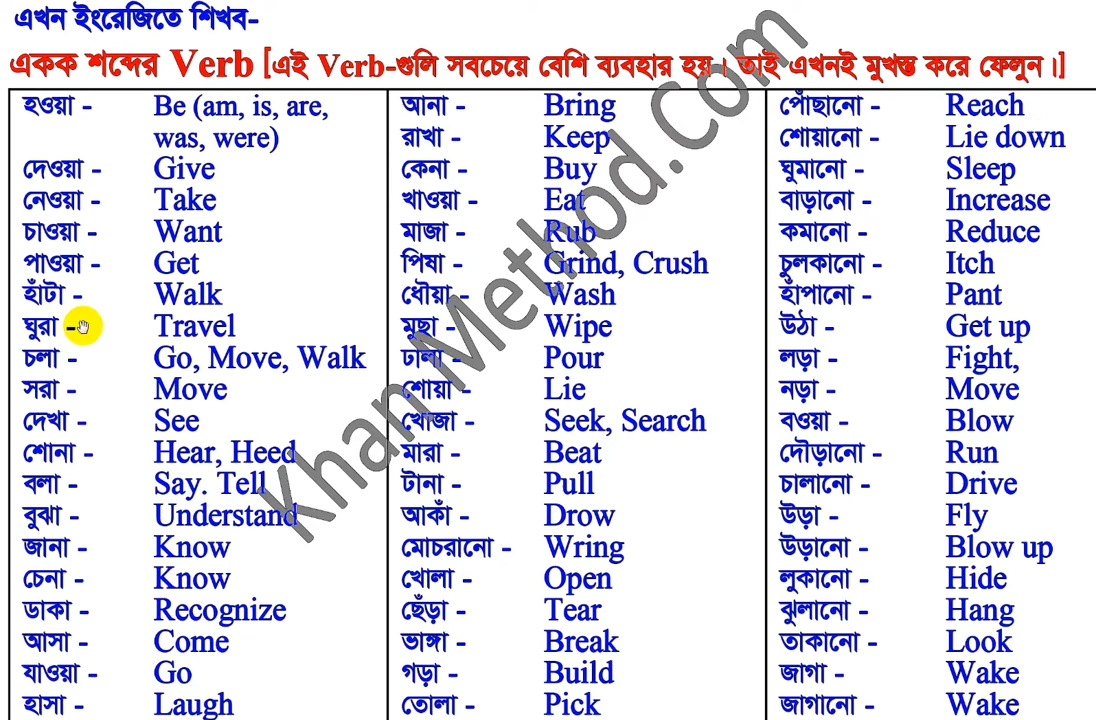 এখন ইংরেজিতে শিখব-
একক শব্দের Verb [এই Verb-গুলি সবচেয়ে বেশি ব্যবহার হয়। তাই এখনই মুখস্ত করে ফেলুন।]
হওয়া - Be (am, is, are,
was, were)
দেওয়া - Give
নেওয়া - Take
চাওয়া - Want
পাওয়া - Get
হাঁটা - Walk
ঘুরা - Travel
চলা - Go, Move, Walk
সরা - Move
দেখা - See
শোনা - Hear, Heed
বলা - Say. Tell
বুঝা - Understand
জানা - Know
চেনা - Know
ডাকা - Recognize
আসা - Come
যাওয়া - Go
হাসা - Laugh
আনা - Bring
রাখা - Keep
কেনা - Buy
খাওয়া - Eat
মাজা - Rub
পিষা - Grind, Crush
ধৌয়া - Wash
মুছা - Wipe
ঢালা - Pour
শোয়া - Lie
খোজা - Seek, Search
মারা - Beat
টানা - Pull
আকাঁ - Drow
মোচরানো - Wring
খোলা - Open
ছেঁড়া - Tear
ভাঙ্গা - Break
গড়া - Build
তোলা - Pick
পোঁছানো - Reach
শোয়ানো - Lie down
ঘুমানো - Sleep
বাড়ানো - Increase
কমানো - Reduce
চুলকানো - Itch
হাঁপানো - Pant
উঠা - Get up
লড়া - Fight,
নড়া - Move
বওয়া - Blow
দৌড়ানো - Run
চালানো - Drive
উড়া - Fly
উড়ানো - Blow up
লুকানো - Hide
ঝুলানো - Hang
তাকানো - Look
জাগা - Wake
জাগানো - Wake
Khan Method.Com